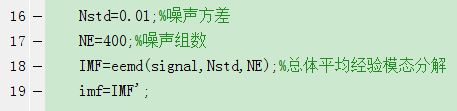 16 — Nstd=0.01;%噪声方差
17 — NE=400;%噪声组数
18 — IMF=eemd(signal,Nstd,NE);%总体平均经验模态分解
19 — imf=IMF';